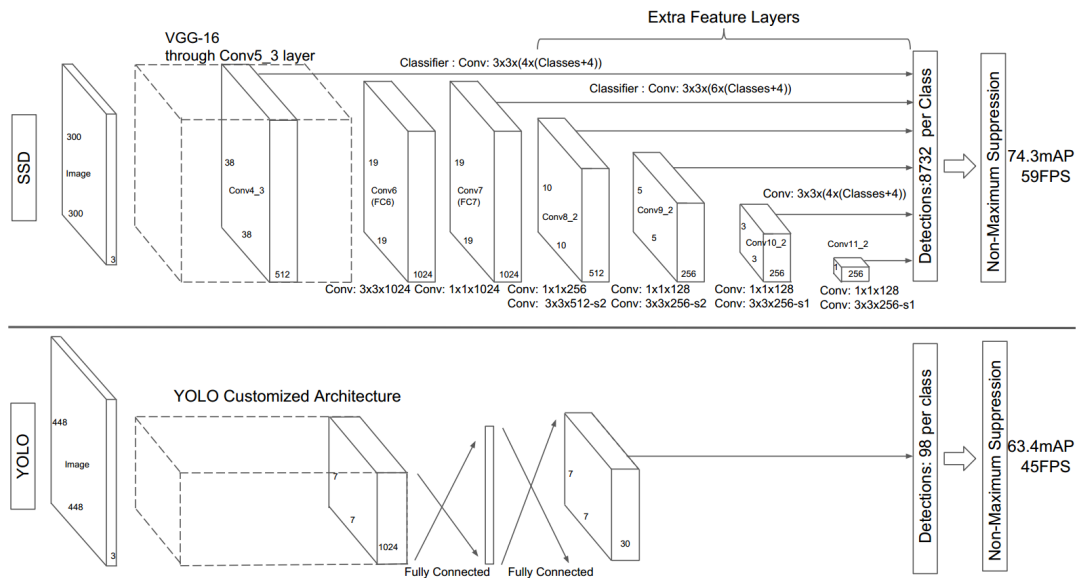 Extra Feature Layers
VGG-16
through Conv5_3 layer
Classifier : Conv: 3x3x(4x(Classes+4))
Classifier : Conv: 3x3x(6x(Classes+4))
SSD
300
Image
300
3
38
Conv4_3
38
512
19
Conv6
(FC6)
19
1024
19
Conv7
(FC7)
19
1024
10
Conv8_2
10
512
5
Conv9_2
5
256
Conv: 3x3x(4x(Classes+4))
3
Conv10_2
3
256
Conv11_2
1
256
Conv: 3x3x1024
Conv: 1x1x1024
Conv: 1x1x256
Conv: 3x3x512-s2
Conv: 1x1x128
Conv: 3x3x256-s2
Conv: 1x1x128
Conv: 3x3x256-s1
Conv: 1x1x128
Conv: 3x3x256-s1
Detections:8732 per Class
Non-Maximum Suppression
74.3mAP
59FPS
YOLO
448
Image
448
3
YOLO Customized Architecture
7
7
1024
Fully Connected
Fully Connected
7
7
30
Detections: 98 per class
Non-Maximum Suppression
63.4mAP
45FPS